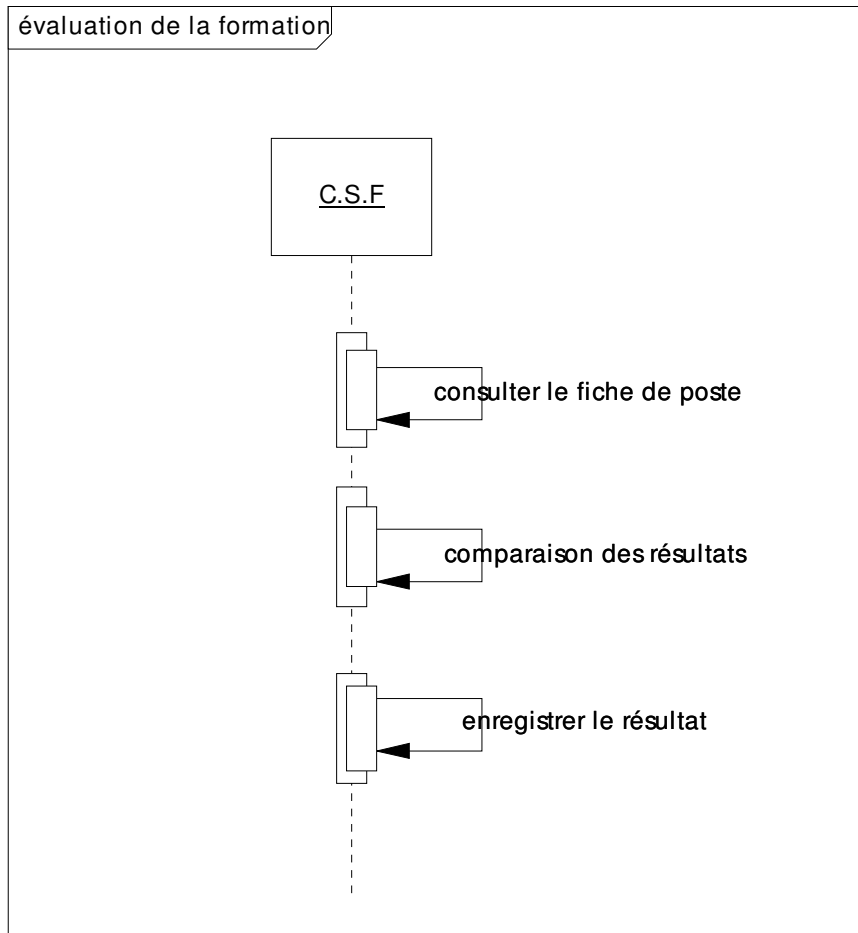 évaluation de la formation
C.S.F
consulter le fiche de poste
comparaison des résultats
enregistrer le résultat